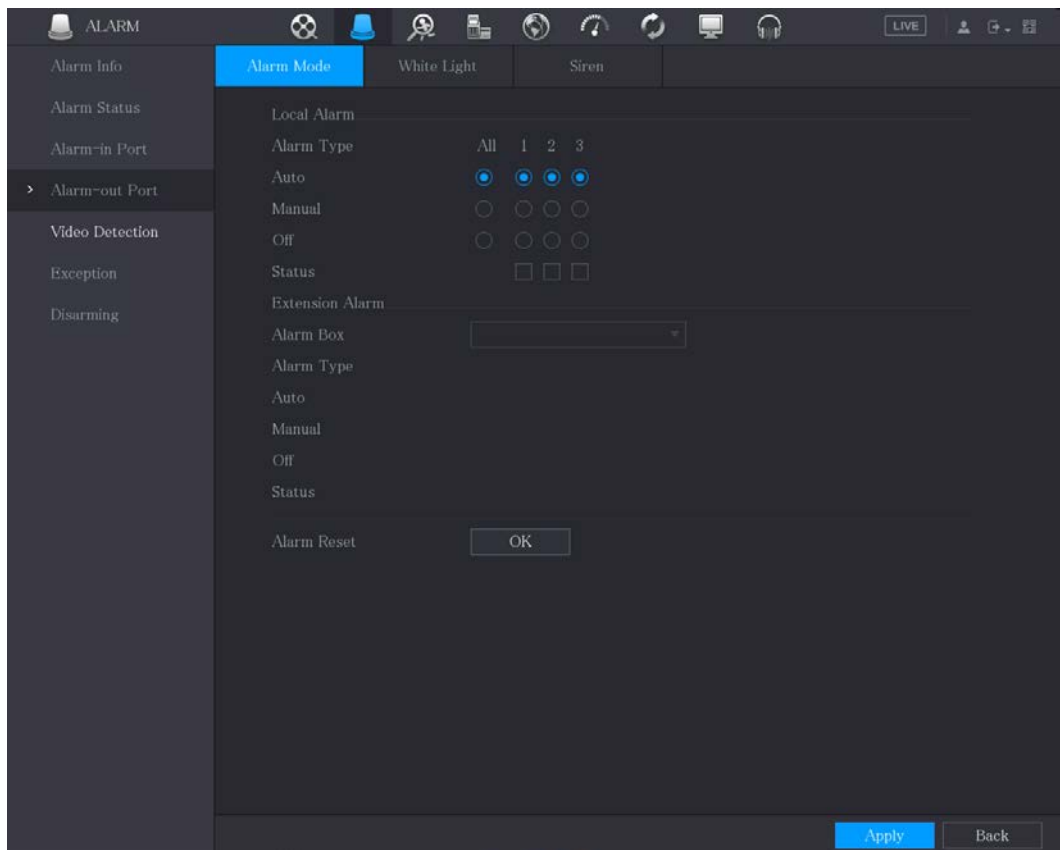 ALARM
LIVE
Alarm Info
Alarm Status
Alarm-in Port
> Alarm-out Port
Video Detection
Exception
Disarming
Alarm Mode White Light Siren
Local Alarm
Alarm Type All 1 2 3
Auto
Manual
Off
Status
Extension Alarm
Alarm Box
Alarm Type
Auto
Manual
Off
Status
Alarm Reset OK
Apply Back